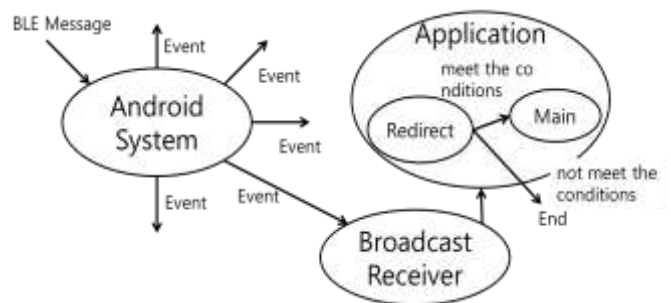 BLE Message
Event
Event
Android
System
Event
Event
Event
Application
meet the co
nditions
Redirect
Main
not meet the
conditions
End
Broadcast
Receiver